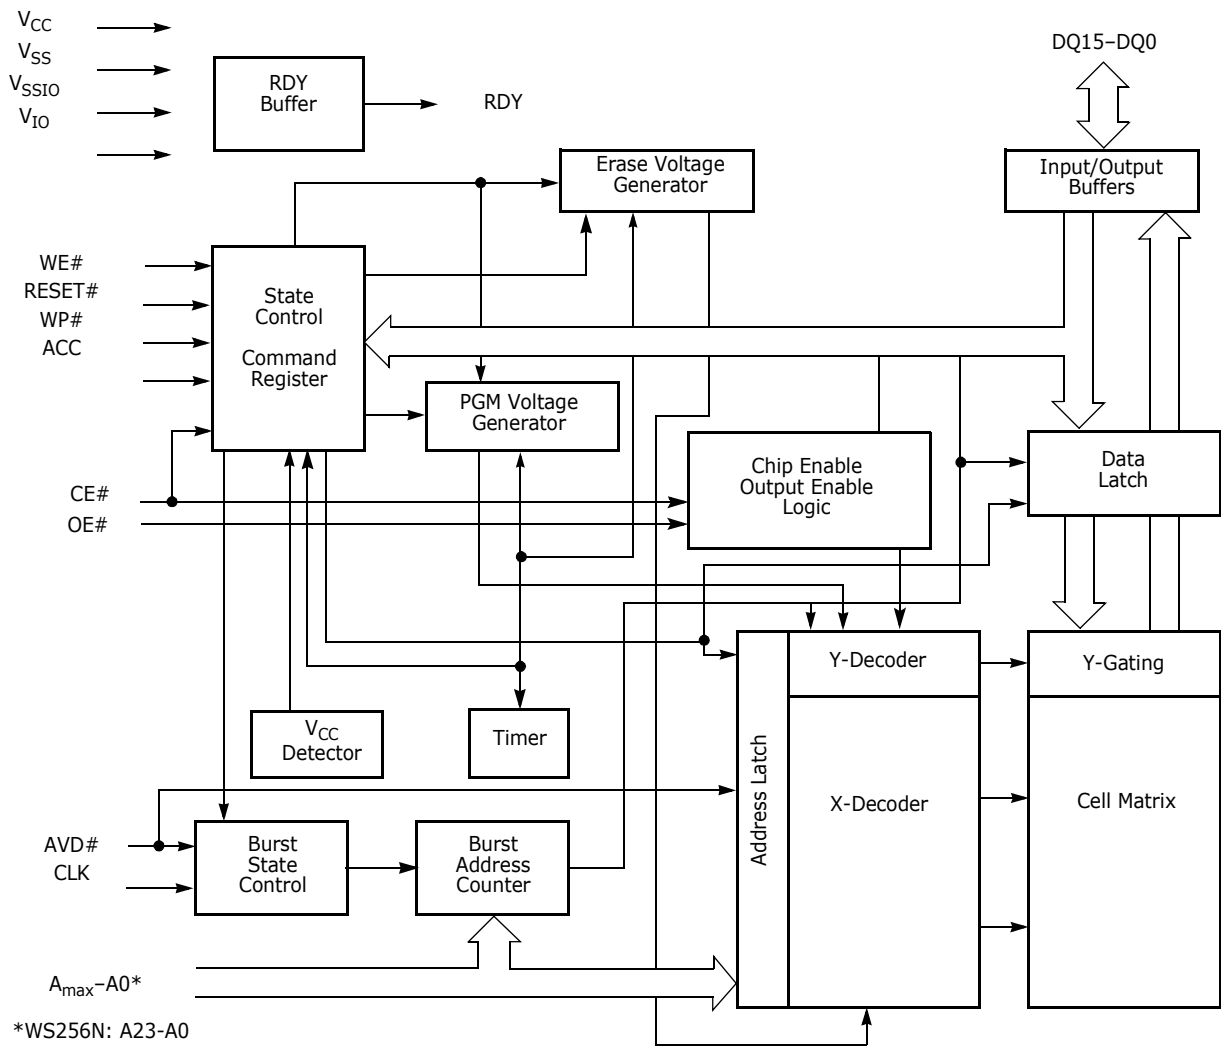 VCC
VSS
VSSIO
VIO
RDY
Buffer
RDY
DQ15–DQ0
Erase Voltage
Generator
Input/Output
Buffers
WE#
RESET#
WP#
ACC
State
Control
Command
Register
PGM Voltage
Generator
Chip Enable
Output Enable
Logic
Data
Latch
CE#
OE#
Y-Decoder
Y-Gating
VCC
Detector
Timer
Address Latch
X-Decoder
Cell Matrix
AVD#
CLK
Burst
State
Control
Burst
Address
Counter
Amax–A0*
*WS256N: A23-A0